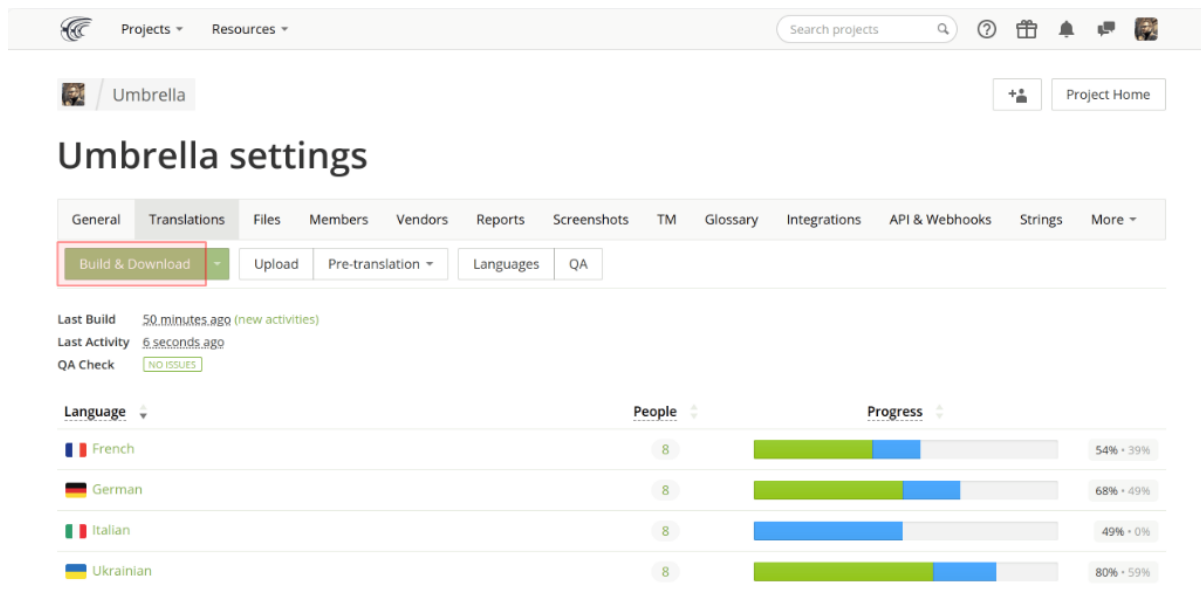 Projects Resources Search projects
Umbrella Project Home
Umbrella settings
General Translations Files Members Vendors Reports Screenshots TM Glossary Integrations API & Webhooks Strings More
Build & Download Upload Pre-translation Languages QA
Last Build 50 minutes ago (new activities)
Last Activity 6 seconds ago
QA Check NO ISSUES
Language People Progress
French 8 54% • 39%
German 8 68% • 49%
Italian 8 49% • 0%
Ukrainian 8 80% • 59%